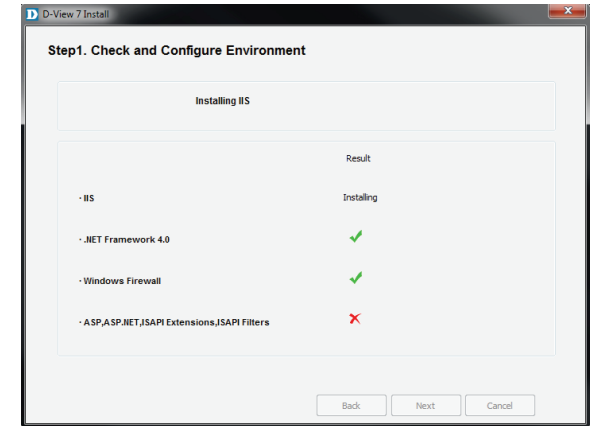 D-View 7 Install
Step1. Check and Configure Environment
Installing IIS
Result
· IIS Installing
· .NET Framework 4.0
· Windows Firewall
· ASP,ASP.NET,ISAPI Extensions,ISAPI Filters
Back Next Cancel